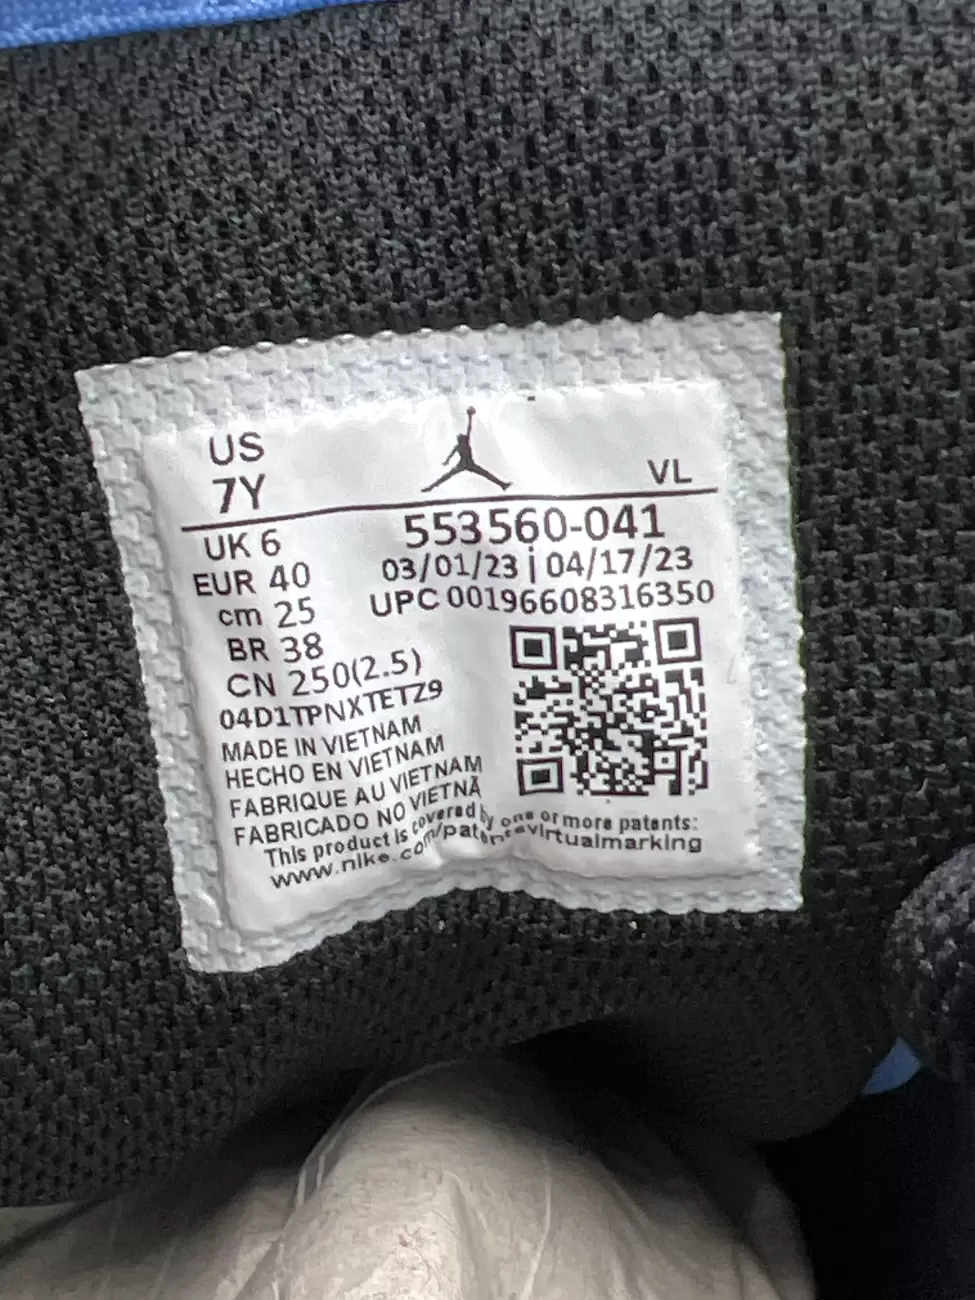 US
7Y
VL
UK 6
EUR 40
cm 25
BR 38
CN 250(2.5)
553560-041
03/01/23 | 04/17/23
UPC 00196608316350
04D1TPNXTETZ9
MADE IN VIETNAM
HECHO EN VIETNAM
FABRIQUE AU VIETNAM
FABRICADO NO VIETNÃ
This product is covered by one or more patents:
www.nike.com/patentsvirtualmarking